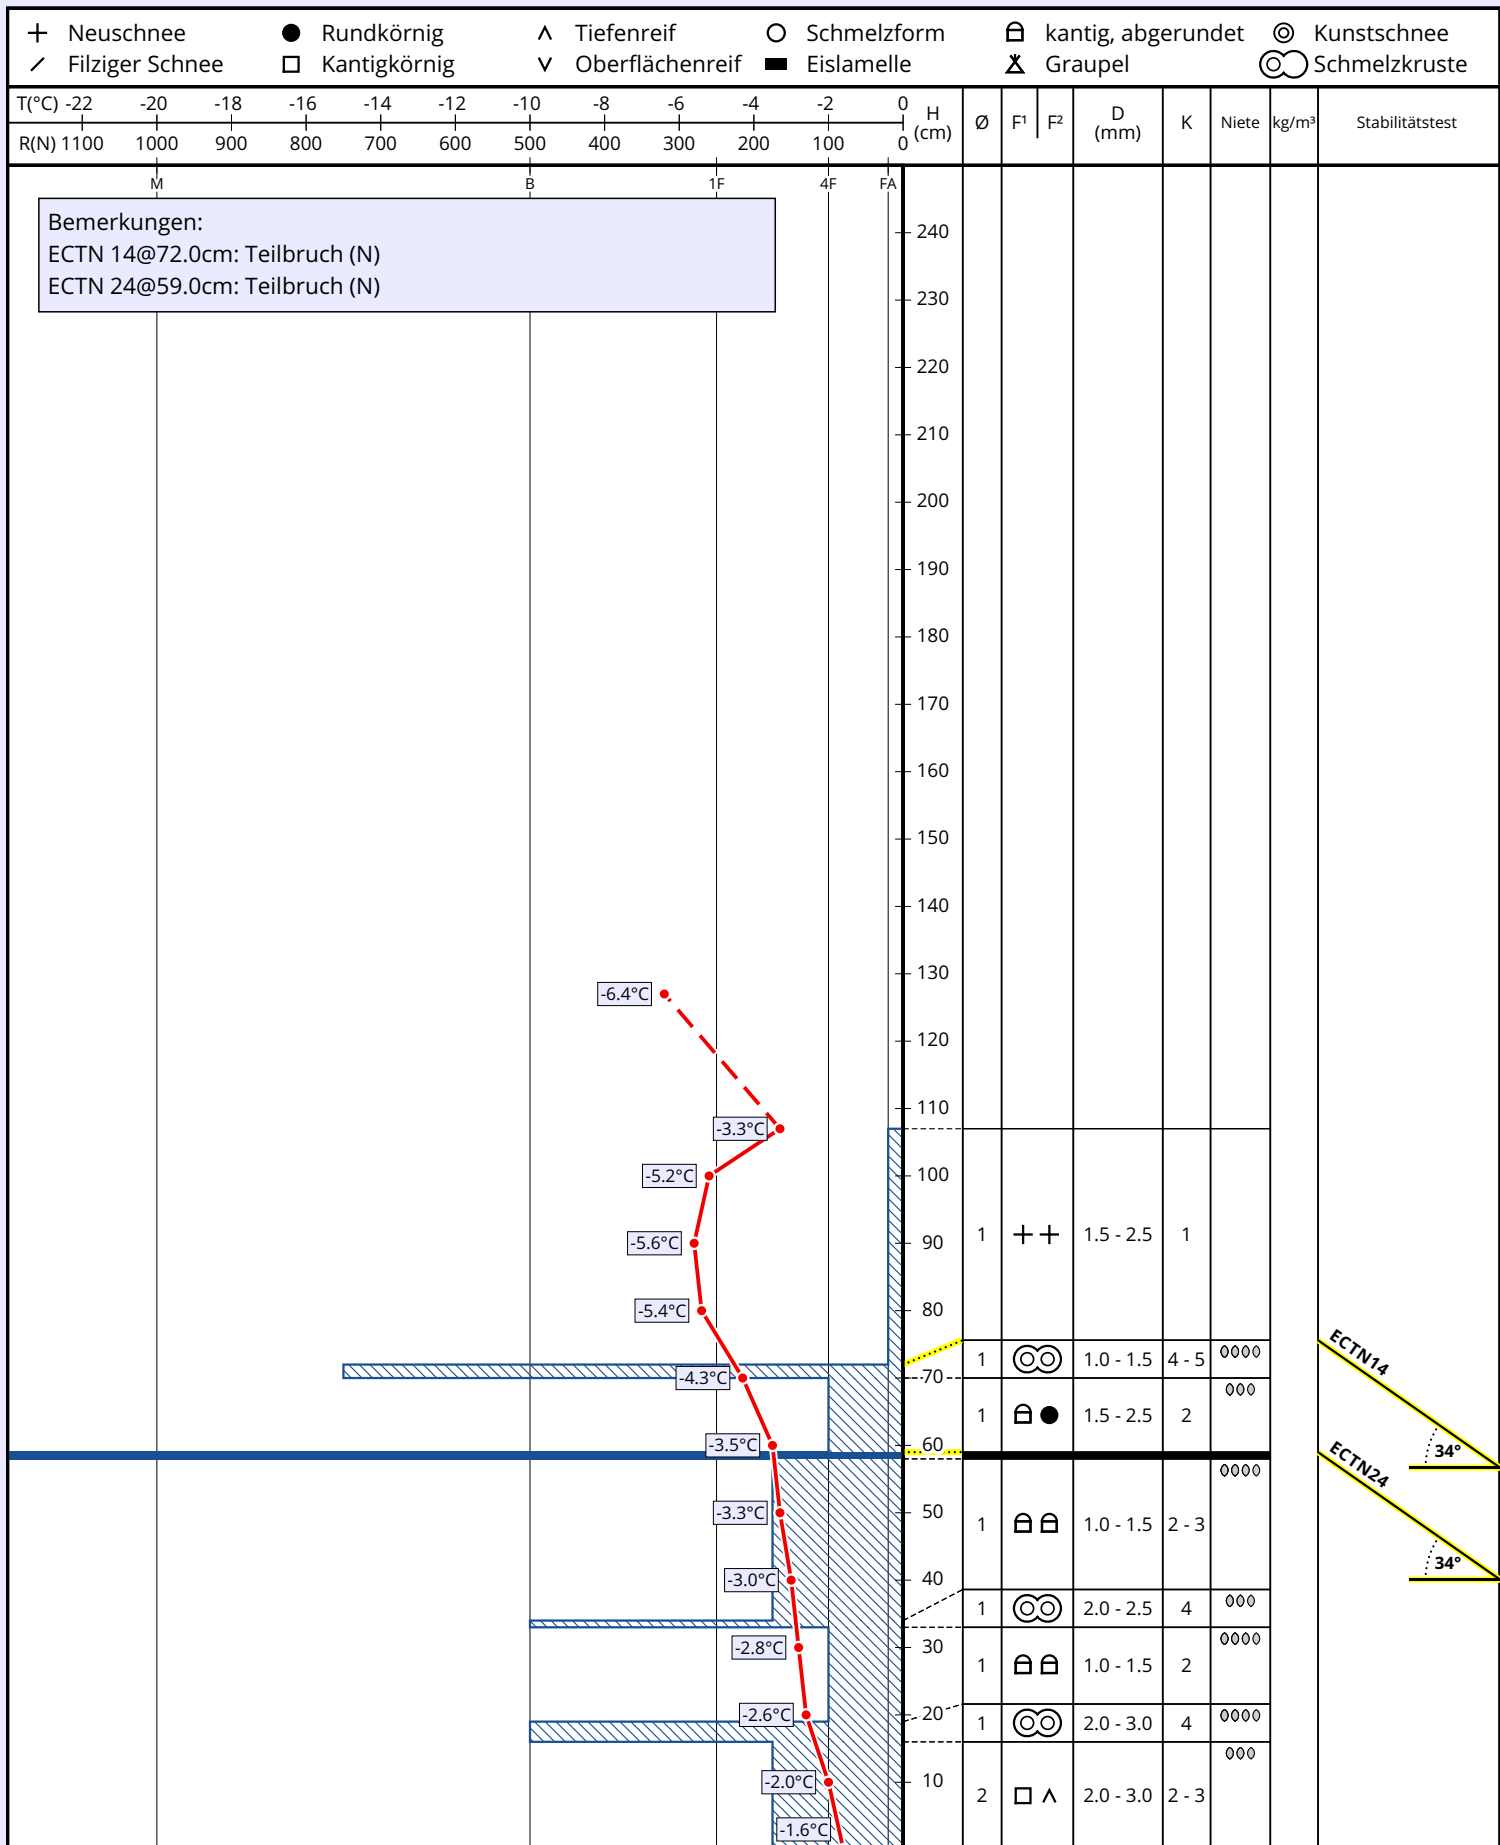 Neuschnee Rundkörnig Tiefenreif Schmelzform kantig, abgerundet Kunstschnee
Filziger Schnee Kantigkörnig Oberflächenreif Eislamelle Graupel Schmelzkruste
T(°C) -22 -20 -18 -16 -14 -12 -10 -8 -6 -4 -2 0
R(N) 1100 1000 900 800 700 600 500 400 300 200 100 0
H (cm) Ø F¹ F² D (mm) K Niete kg/m³ Stabilitätstest
M B 1F 4F FA
Bemerkungen:
ECTN 14@72.0cm: Teilbruch (N)
ECTN 24@59.0cm: Teilbruch (N)
240
230
220
210
200
190
180
170
160
150
140
130
-6.4°C
120
110
-3.3°C
-5.2°C 100
-5.6°C 90 1 1.5 - 2.5 1
-5.4°C 80
ECTN14
1 1.0 - 1.5 4 - 5
-4.3°C 70
1 1.5 - 2.5 2
-3.5°C 60
34°
ECTN24
-3.3°C 50
1 1.0 - 1.5 2 - 3
34°
-3.0°C 40
1 2.0 - 2.5 4
-2.8°C 30
1 1.0 - 1.5 2
-2.6°C 20
1 2.0 - 3.0 4
-2.0°C 10
2 2.0 - 3.0 2 - 3
-1.6°C